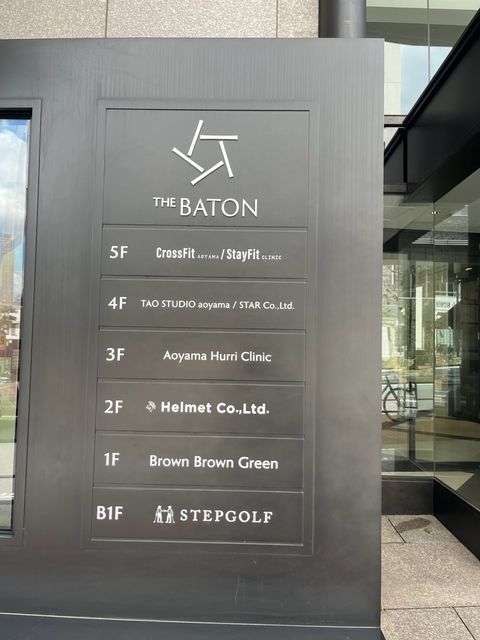 THE BATON
5F CrossFit AOYAMA / StayFit CLINIC
4F TAO STUDIO aoyama / STAR Co.,Ltd.
3F Aoyama Hurri Clinic
2F Helmet Co.,Ltd.
1F Brown Brown Green
B1F STEPGOLF